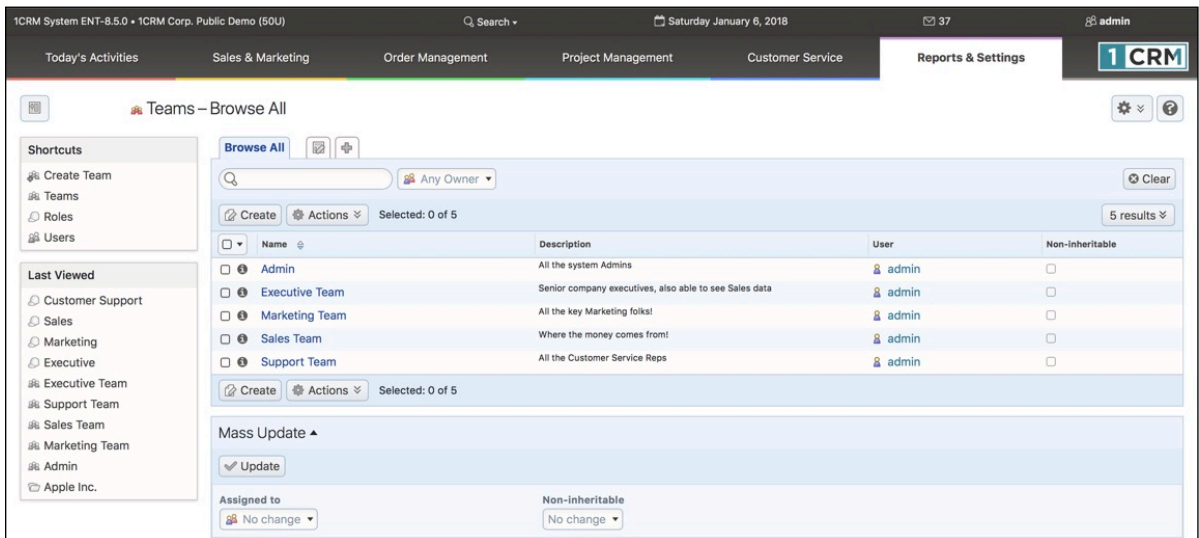 1CRM System ENT-8.5.0 • 1CRM Corp. Public Demo (50U) Search Saturday January 6, 2018 37 admin
Today's Activities Sales & Marketing Order Management Project Management Customer Service Reports & Settings 1 CRM
Teams – Browse All
Shortcuts
Create Team
Teams
Roles
Users
Last Viewed
Customer Support
Sales
Marketing
Executive
Executive Team
Support Team
Sales Team
Marketing Team
Admin
Apple Inc.
Browse All
Any Owner Clear
Create Actions Selected: 0 of 5 5 results
Name Description User Non-inheritable
Admin All the system Admins admin
Executive Team Senior company executives, also able to see Sales data admin
Marketing Team All the key Marketing folks! admin
Sales Team Where the money comes from! admin
Support Team All the Customer Service Reps admin
Create Actions Selected: 0 of 5
Mass Update
Update
Assigned to Non-inheritable
No change No change